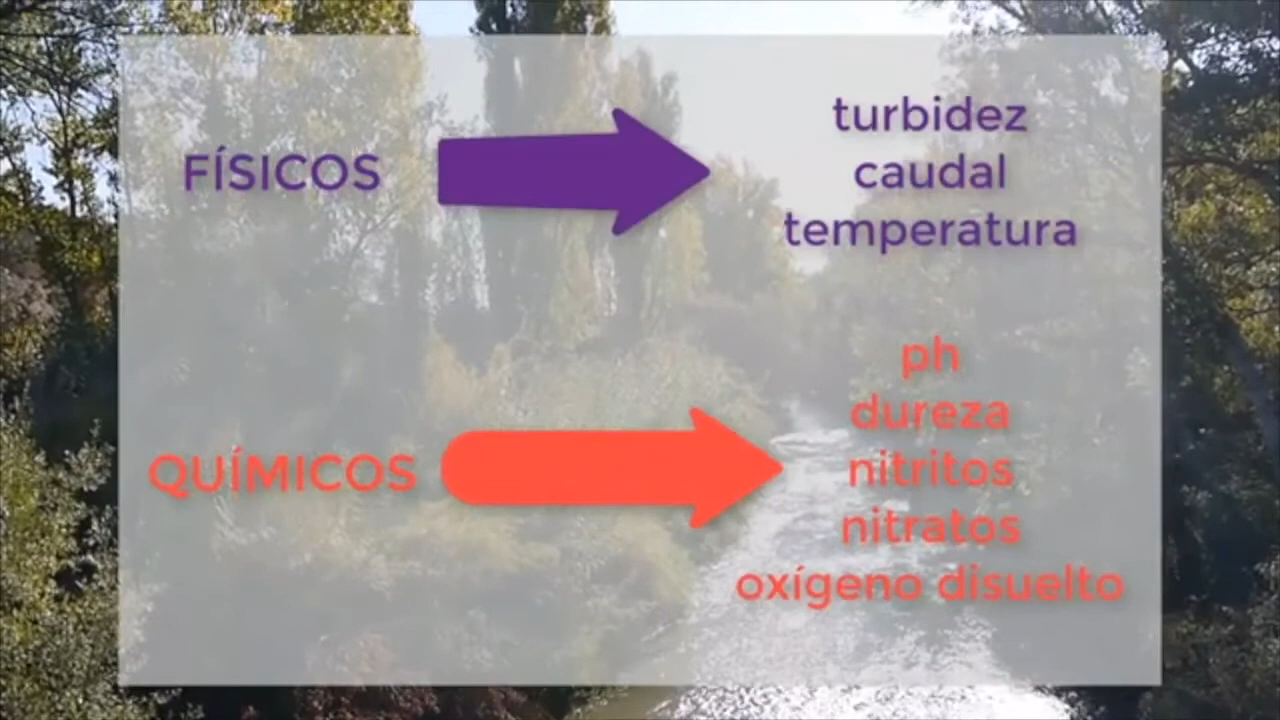 FÍSICOS
turbidez
caudal
temperatura
QUÍMICOS
ph
dureza
nitritos
nitratos
oxígeno disuelto